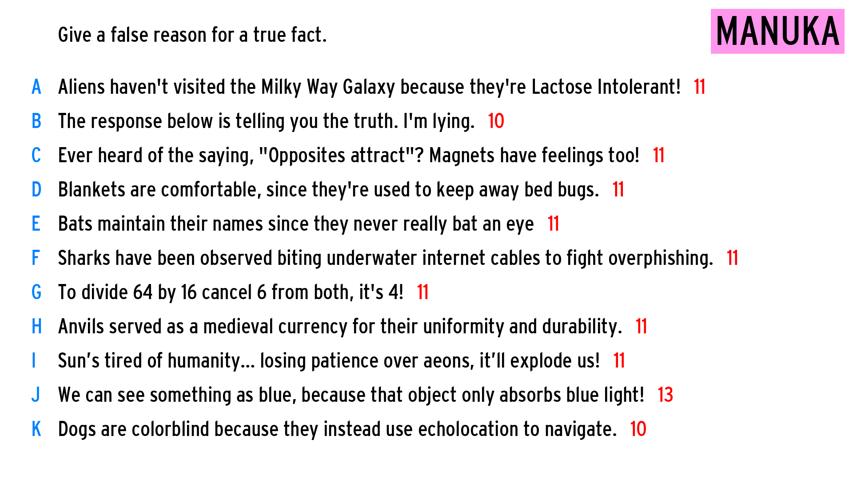 Give a false reason for a true fact.
MANUKA
A Aliens haven't visited the Milky Way Galaxy because they're Lactose Intolerant! 11
B The response below is telling you the truth. I'm lying. 10
C Ever heard of the saying, "Opposites attract"? Magnets have feelings too! 11
D Blankets are comfortable, since they're used to keep away bed bugs. 11
E Bats maintain their names since they never really bat an eye 11
F Sharks have been observed biting underwater internet cables to fight overphishing. 11
G To divide 64 by 16 cancel 6 from both, it's 4! 11
H Anvils served as a medieval currency for their uniformity and durability. 11
I Sun’s tired of humanity... losing patience over aeons, it’ll explode us! 11
J We can see something as blue, because that object only absorbs blue light! 13
K Dogs are colorblind because they instead use echolocation to navigate. 10